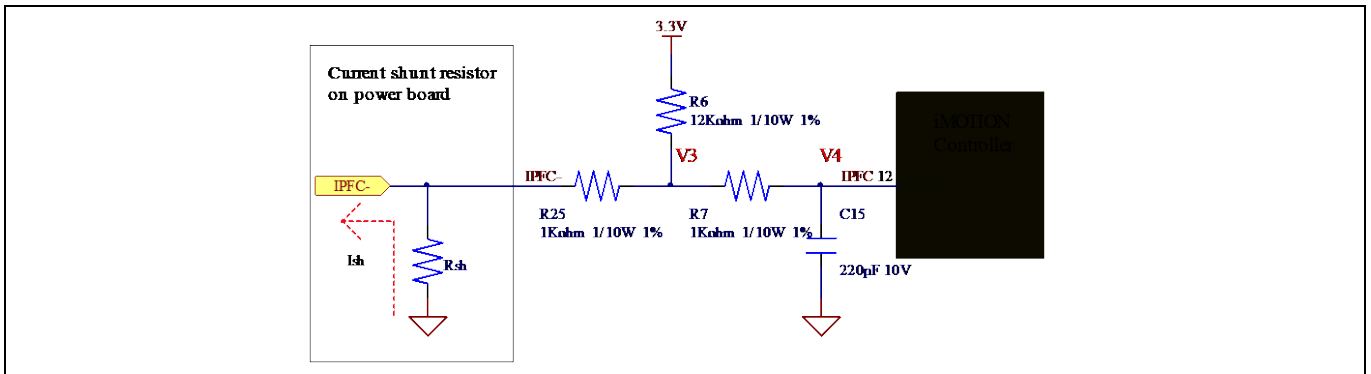 3.3V
Current shunt resistor
on power board
R6
12Kohm 1/10W 1%
V3
V4
IPFC-
IPFC-
IPFC 12
iMOTION
Controller
R25
1Kohm 1/10W 1%
R7
1Kohm 1/10W 1%
C15
Ish
Rsh
220pF 10V